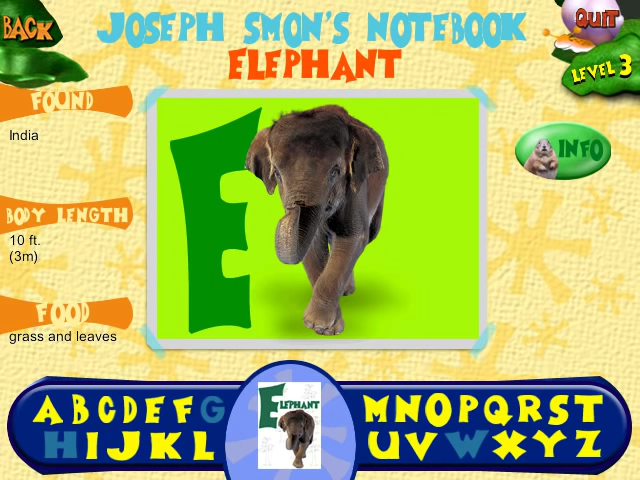 BACK
JOSEPH SMON'S NOTEBOOK
QUIT
ELEPHANT
LEVEL 3
FOUND
India
INFO
BODY LENGTH
10 ft.
(3m)
FOOD
grass and leaves
E
ABCDEFG
HIJKL
ELEPHANT
MNOPQRST
UVWXYZ